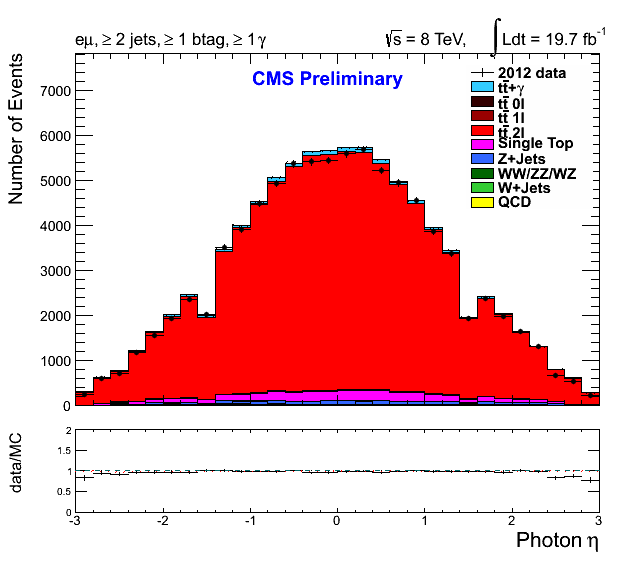 eμ, ≥ 2 jets, ≥ 1 btag, ≥ 1 γ
√s = 8 TeV, ∫ Ldt = 19.7 fb⁻¹
CMS Preliminary
2012 data
tt̄+γ
tt̄ 0l
tt̄ 1l
tt̄ 2l
Single Top
Z+Jets
WW/ZZ/WZ
W+Jets
QCD
Number of Events
7000
6000
5000
4000
3000
2000
1000
0
data/MC
2
1.5
1
0.5
0
-3 -2 -1 0 1 2 3
Photon η